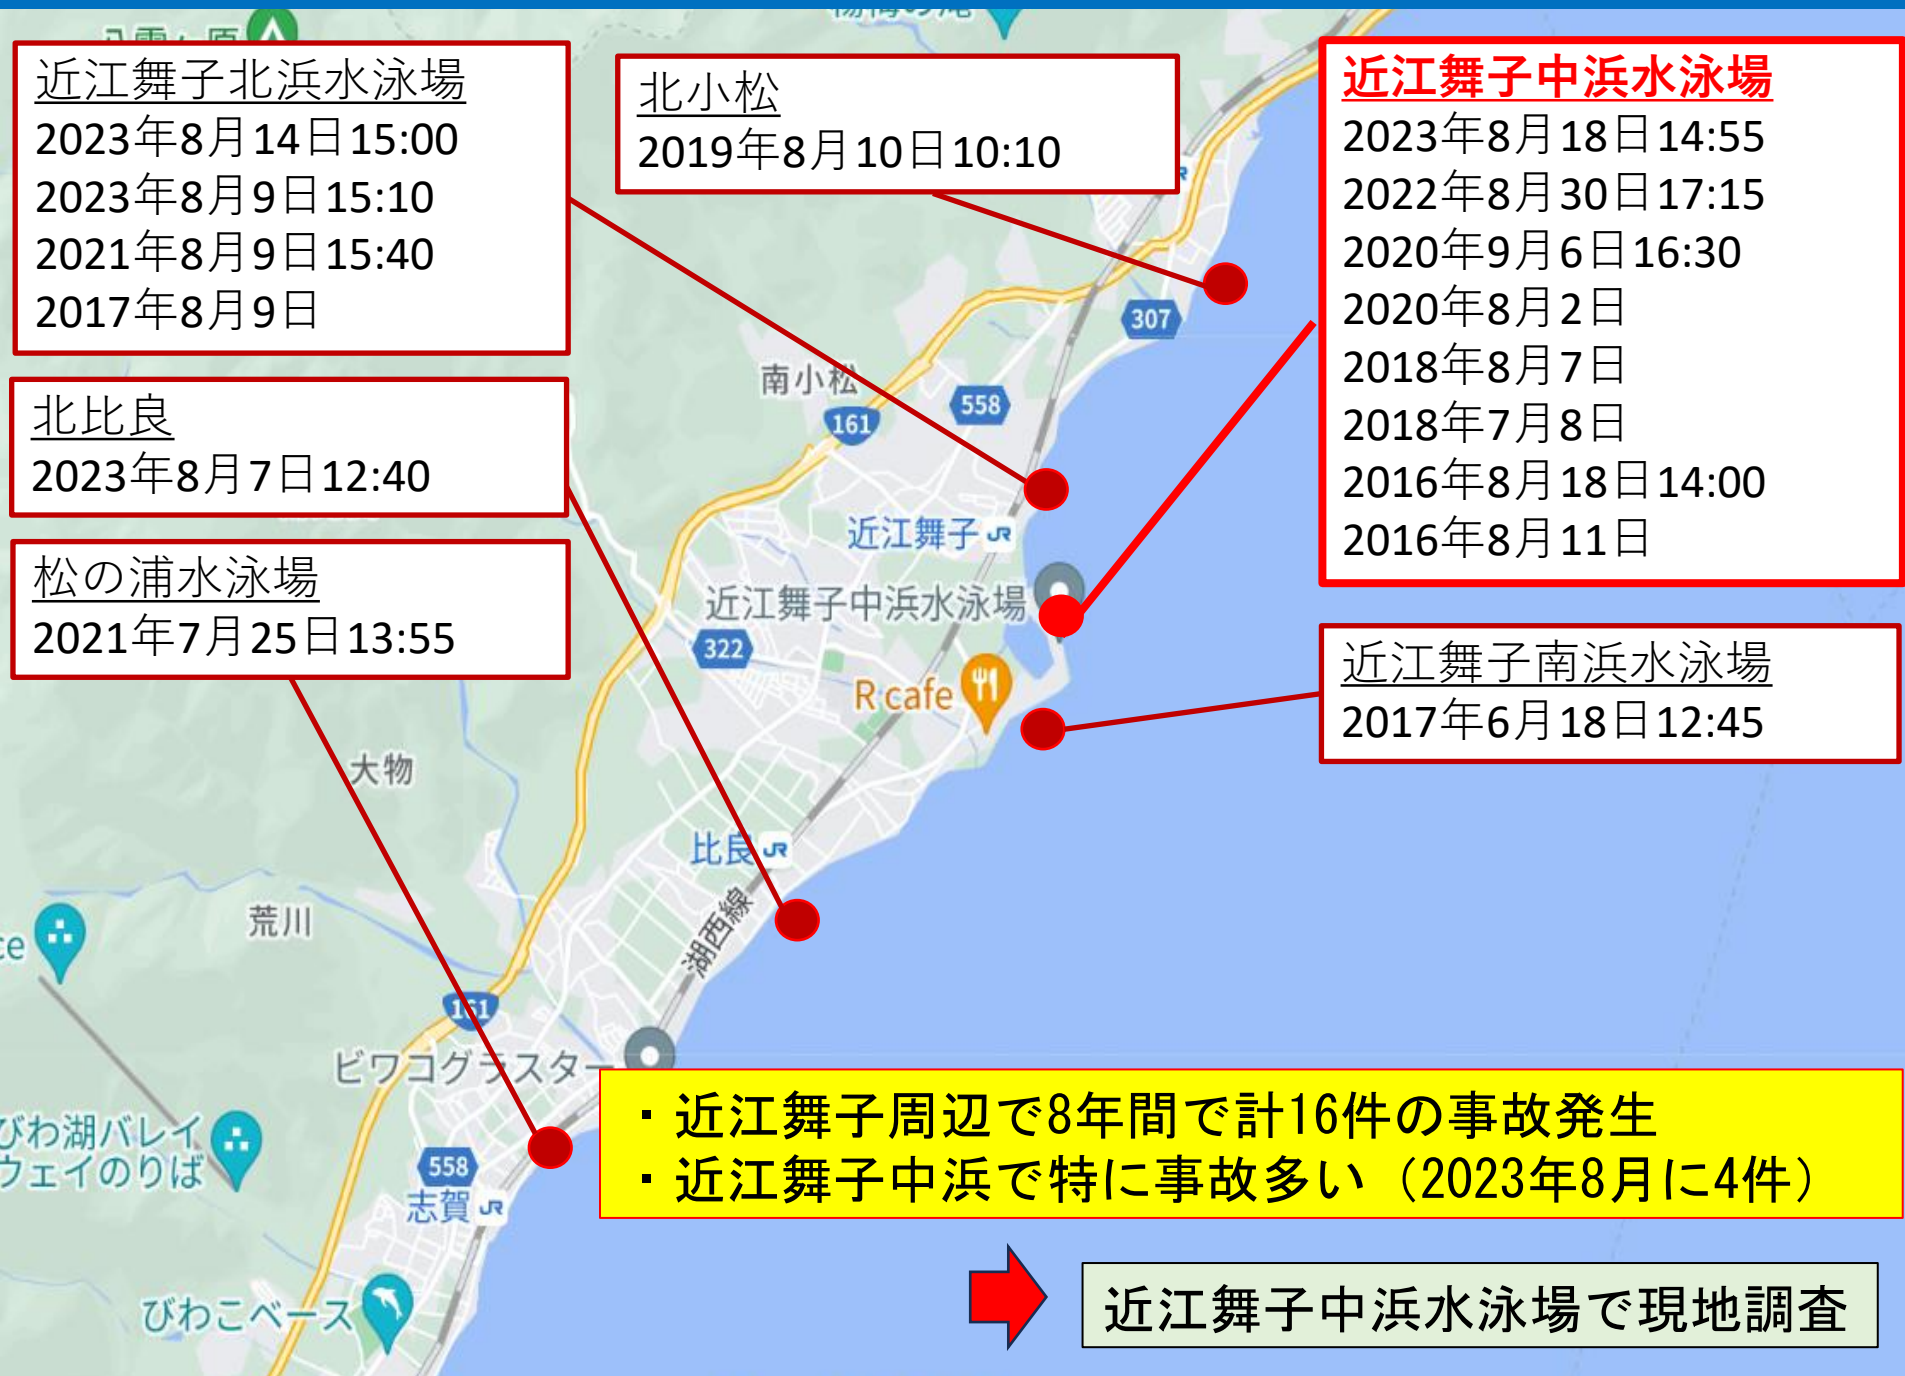 近江舞子北浜水泳場
2023年8月14日15:00
2023年8月9日15:10
2021年8月9日15:40
2017年8月9日
北小松
2019年8月10日10:10
近江舞子中浜水泳場
2023年8月18日14:55
2022年8月30日17:15
2020年9月6日16:30
2020年8月2日
2018年8月7日
2018年7月8日
2016年8月18日14:00
2016年8月11日
北比良
2023年8月7日12:40
松の浦水泳場
2021年7月25日13:55
近江舞子南浜水泳場
2017年6月18日12:45
307
南小松
558
161
近江舞子 JR
近江舞子中浜水泳場
322
R cafe
大物
比良 JR
湖西線
荒川
ce
161
ビワコグラスター
びわ湖バレイ
ウェイのりば
558
志賀 JR
びわこベース
・近江舞子周辺で8年間で計16件の事故発生
・近江舞子中浜で特に事故多い（2023年8月に4件）
近江舞子中浜水泳場で現地調査